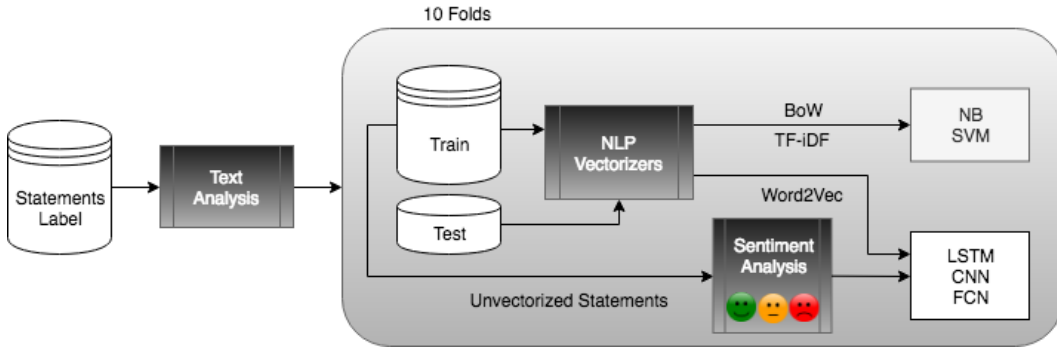 10 Folds
Statements
Label
Text
Analysis
Train
Test
NLP
Vectorizers
BoW
TF-iDF
Word2Vec
NB
SVM
Unvectorized Statements
Sentiment
Analysis
LSTM
CNN
FCN